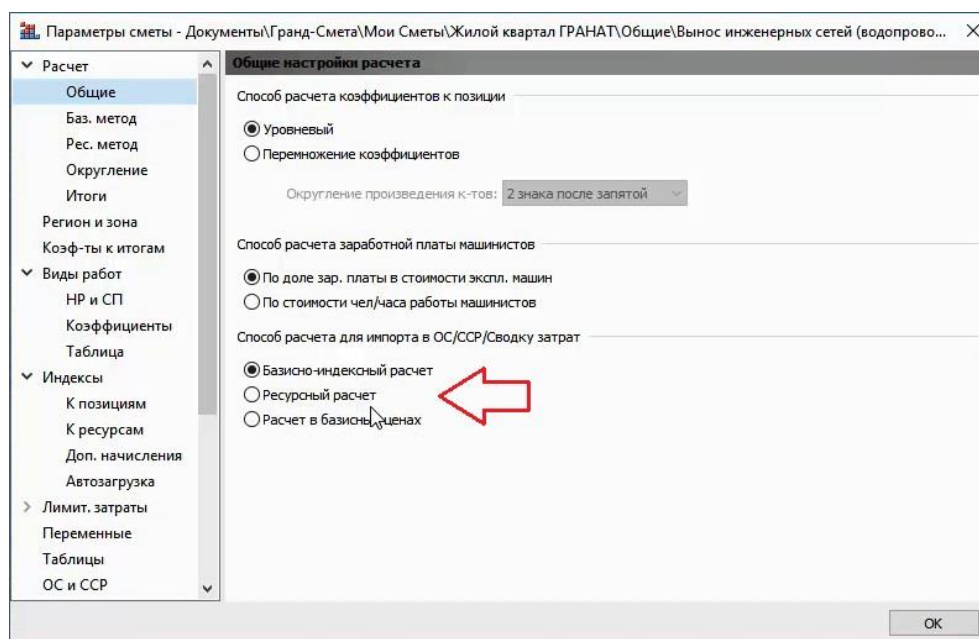 Параметры сметы - Документы\Гранд-Смета\Мои Сметы\Жилой квартал ГРАНАТ\Общие\Вынос инженерных сетей (водопрово...
Расчет
Общие
Баз. метод
Рес. метод
Округление
Итоги
Регион и зона
Коэф-ты к итогам
Виды работ
НР и СП
Коэффициенты
Таблица
Индексы
К позициям
К ресурсам
Доп. начисления
Автозагрузка
Лимит. затраты
Переменные
Таблицы
ОС и ССР
Общие настройки расчета
Способ расчета коэффициентов к позиции
Уровневый
Перемножение коэффициентов
Округление произведения к-тов: 2 знака после запятой
Способ расчета заработной платы машинистов
По доле зар. платы в стоимости экспл. машин
По стоимости чел/часа работы машинистов
Способ расчета для импорта в ОС/ССР/Сводку затрат
Базисно-индексный расчет
Ресурсный расчет
Расчет в базисных ценах
ОК